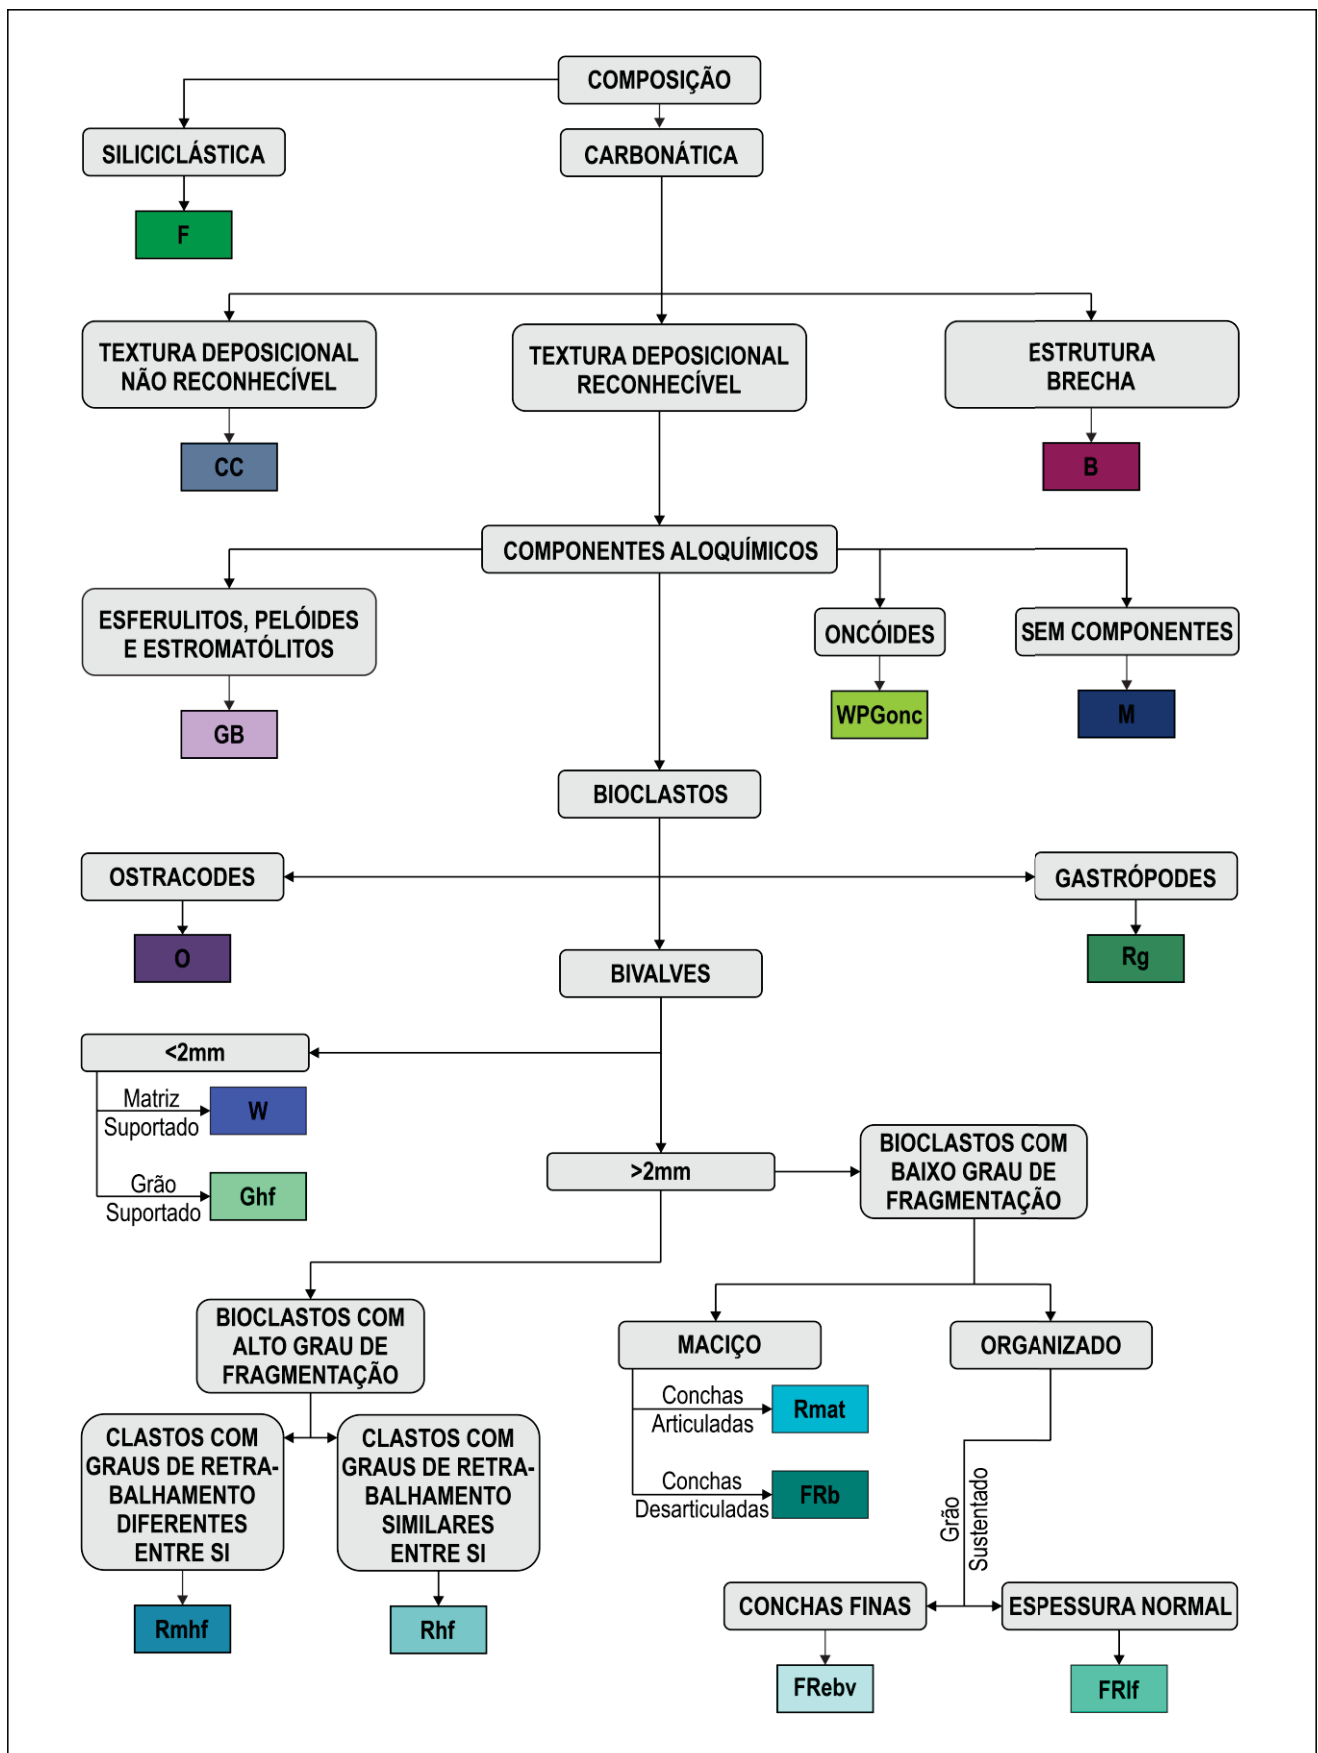 COMPOSIÇÃO
SILICICLÁSTICA
CARBONÁTICA
F
TEXTURA DEPOSICIONAL
NÃO RECONHECÍVEL
TEXTURA DEPOSICIONAL
RECONHECÍVEL
ESTRUTURA
BRECHA
CC
B
COMPONENTES ALOQUÍMICOS
ESFERULITOS, PELÓIDES
E ESTROMATÓLITOS
ONCÓIDES
SEM COMPONENTES
GB
WPGonc
M
BIOCLASTOS
OSTRACODES
GASTRÓPODES
O
Rg
BIVALVES
<2mm
Matriz
Suportado
W
Grão
Suportado
Ghf
>2mm
BIOCLASTOS COM
BAIXO GRAU DE
FRAGMENTAÇÃO
BIOCLASTOS COM
ALTO GRAU DE
FRAGMENTAÇÃO
MACIÇO
ORGANIZADO
Conchas
Articuladas
Rmat
Conchas
Desarticuladas
FRb
CLASTOS COM
GRAUS DE RETRA-
BALHAMENTO
DIFERENTES
ENTRE SI
CLASTOS COM
GRAUS DE RETRA-
BALHAMENTO
SIMILARES
ENTRE SI
Grão
Sustentado
Rmhf
Rhf
CONCHAS FINAS
ESPESSURA NORMAL
FRebv
FRlf